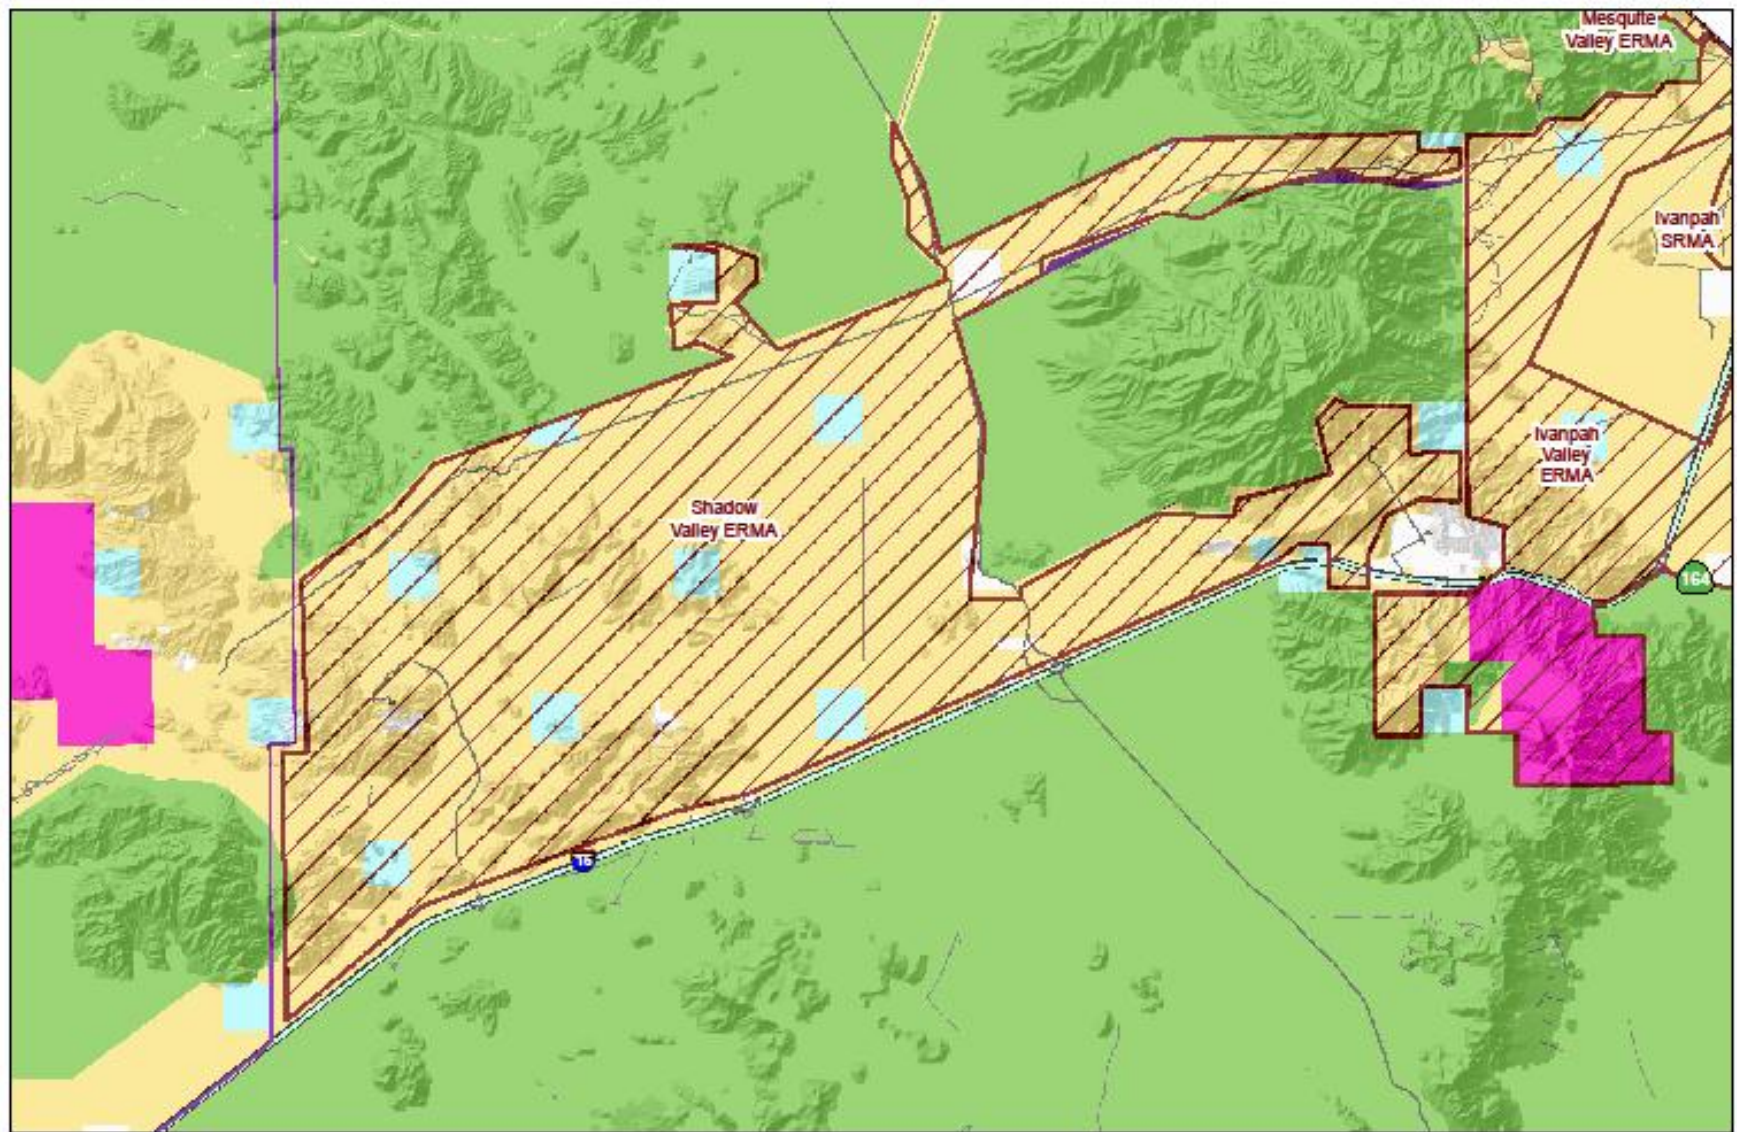 Mesquite
Valley ERMA
Ivanpah
SRMA
Ivanpah
Valley
ERMA
Shadow
Valley ERMA
164
15